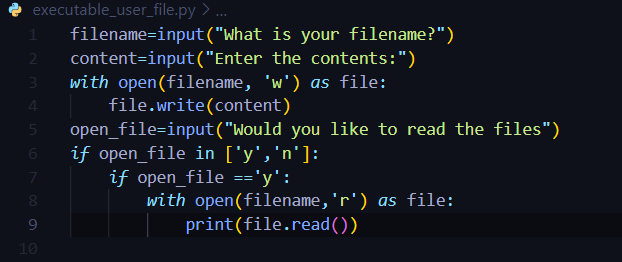 executable_user_file.py > ...
1 filename=input("What is your filename?")
2 content=input("Enter the contents:")
3 with open(filename, 'w') as file:
4     file.write(content)
5 open_file=input("Would you like to read the files")
6 if open_file in ['y','n']:
7     if open_file =='y':
8         with open(filename,'r') as file:
9             print(file.read())
10